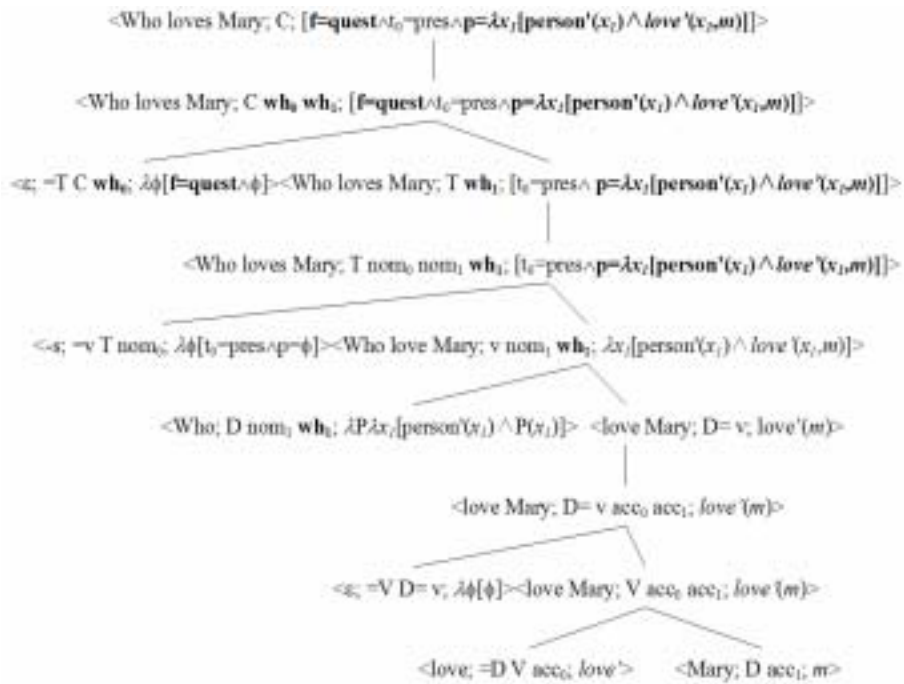 <Who loves Mary; C; [f=quest∧t₀=pres∧p=λx₁[person'(x₁)∧love'(x₁,m)]]>
<Who loves Mary; C wh₀ wh₁; [f=quest∧t₀=pres∧p=λx₁[person'(x₁)∧love'(x₁,m)]]>
<ε; =T C wh₀; λϕ[f=quest∧ϕ]><Who loves Mary; T wh₁; [t₀=pres∧ p=λx₁[person'(x₁)∧love'(x₁,m)]]>
<Who loves Mary; T nom₀ nom₁ wh₁; [t₀=pres∧p=λx₁[person'(x₁)∧love'(x₁,m)]]>
<-s; =v T nom₀; λϕ[t₀=pres∧p=ϕ]><Who love Mary; v nom₁ wh₁; λx₁[person'(x₁)∧love'(x₁,m)]>
<Who; D nom₁ wh₁; λPλx₁[person'(x₁)∧P(x₁)]> <love Mary; D= v; love'(m)>
<love Mary; D= v acc₀ acc₁; love'(m)>
<ε; =V D= v; λϕ[ϕ]><love Mary; V acc₀ acc₁; love'(m)>
<love; =D V acc₀; love'> <Mary; D acc₁; m>